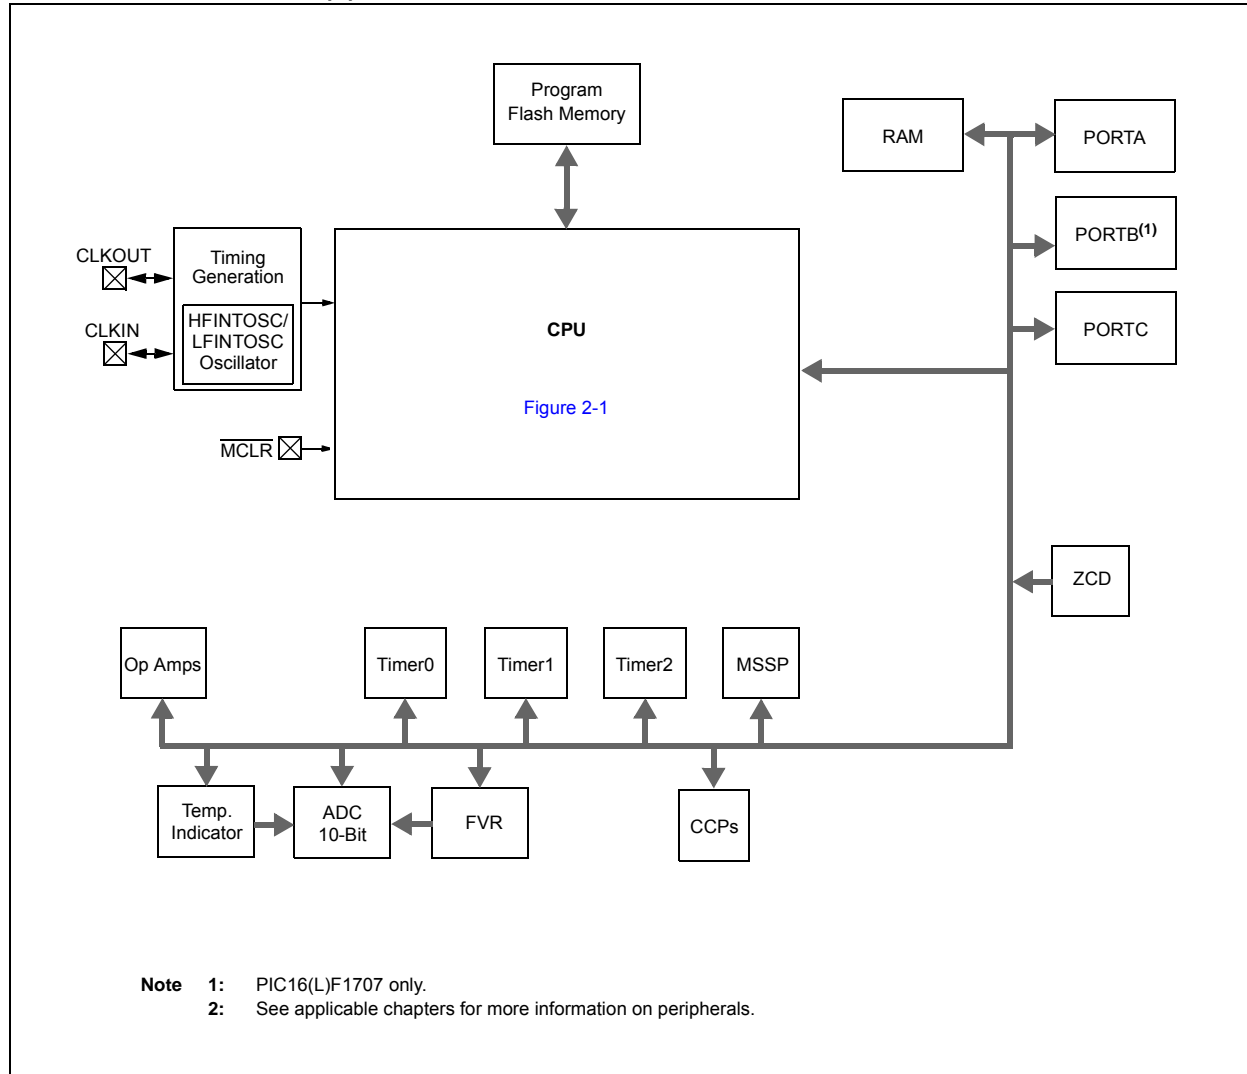 Program
Flash Memory
RAM
PORTA
CLKOUT
Timing
Generation
PORTB(1)
CLKIN
HFINTOSC/
LFINTOSC
Oscillator
CPU
PORTC
Figure 2-1
MCLR
ZCD
Op Amps
Timer0
Timer1
Timer2
MSSP
Temp.
Indicator
ADC
10-Bit
FVR
CCPs
Note 1: PIC16(L)F1707 only.
2: See applicable chapters for more information on peripherals.